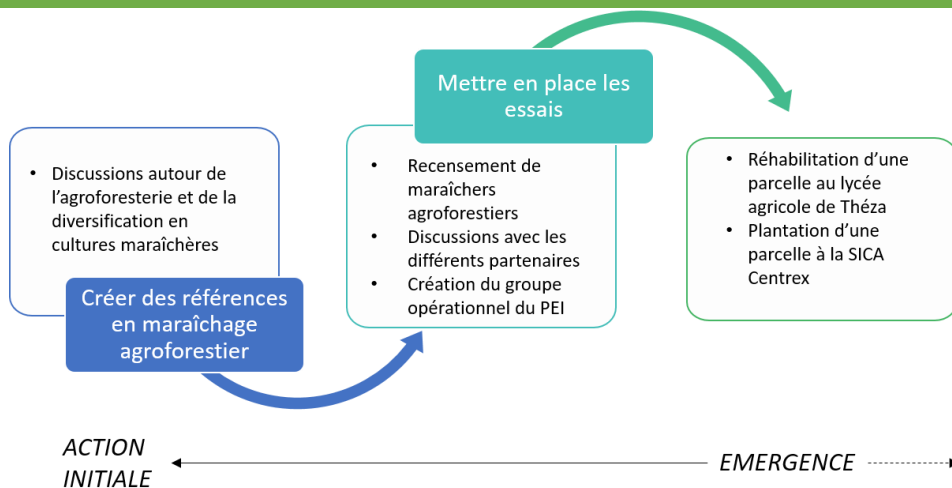 • Discussions autour de
l’agroforesterie et de la
diversification en
cultures maraîchères
Créer des références
en maraîchage
agroforestier
Mettre en place les
essais
• Recensement de
maraîchers
agroforestiers
• Discussions avec les
différents partenaires
• Création du groupe
opérationnel du PEI
• Réhabilitation d’une
parcelle au lycée
agricole de Théza
• Plantation d’une
parcelle à la SICA
Centrex
ACTION
INITIALE
EMERGENCE